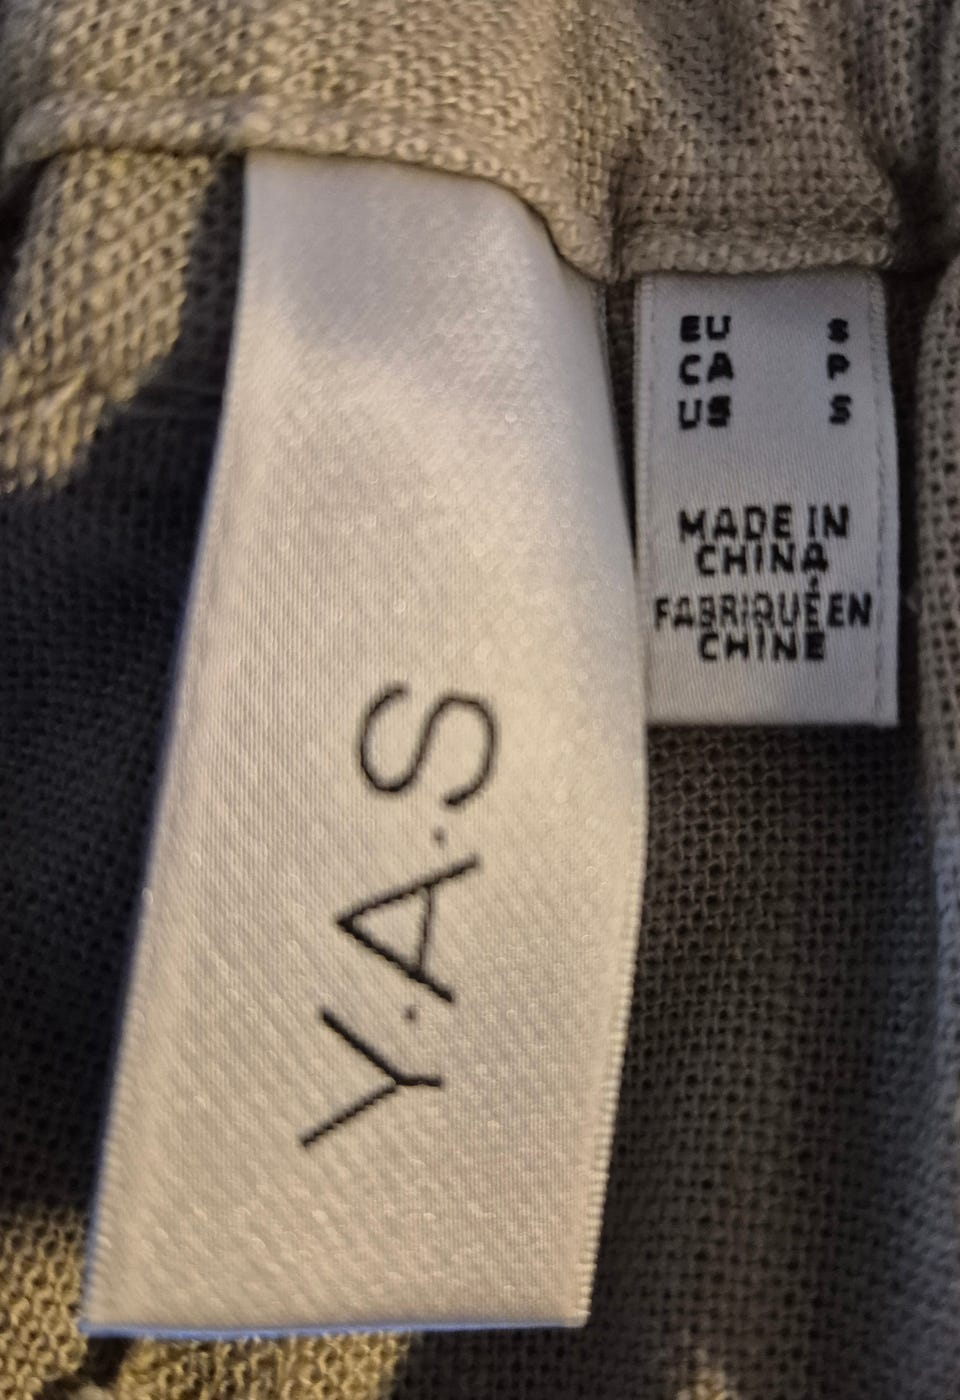 Y.A.S
EU S
CA P
US S
MADE IN
CHINA
FABRIQUÉ EN
CHINE